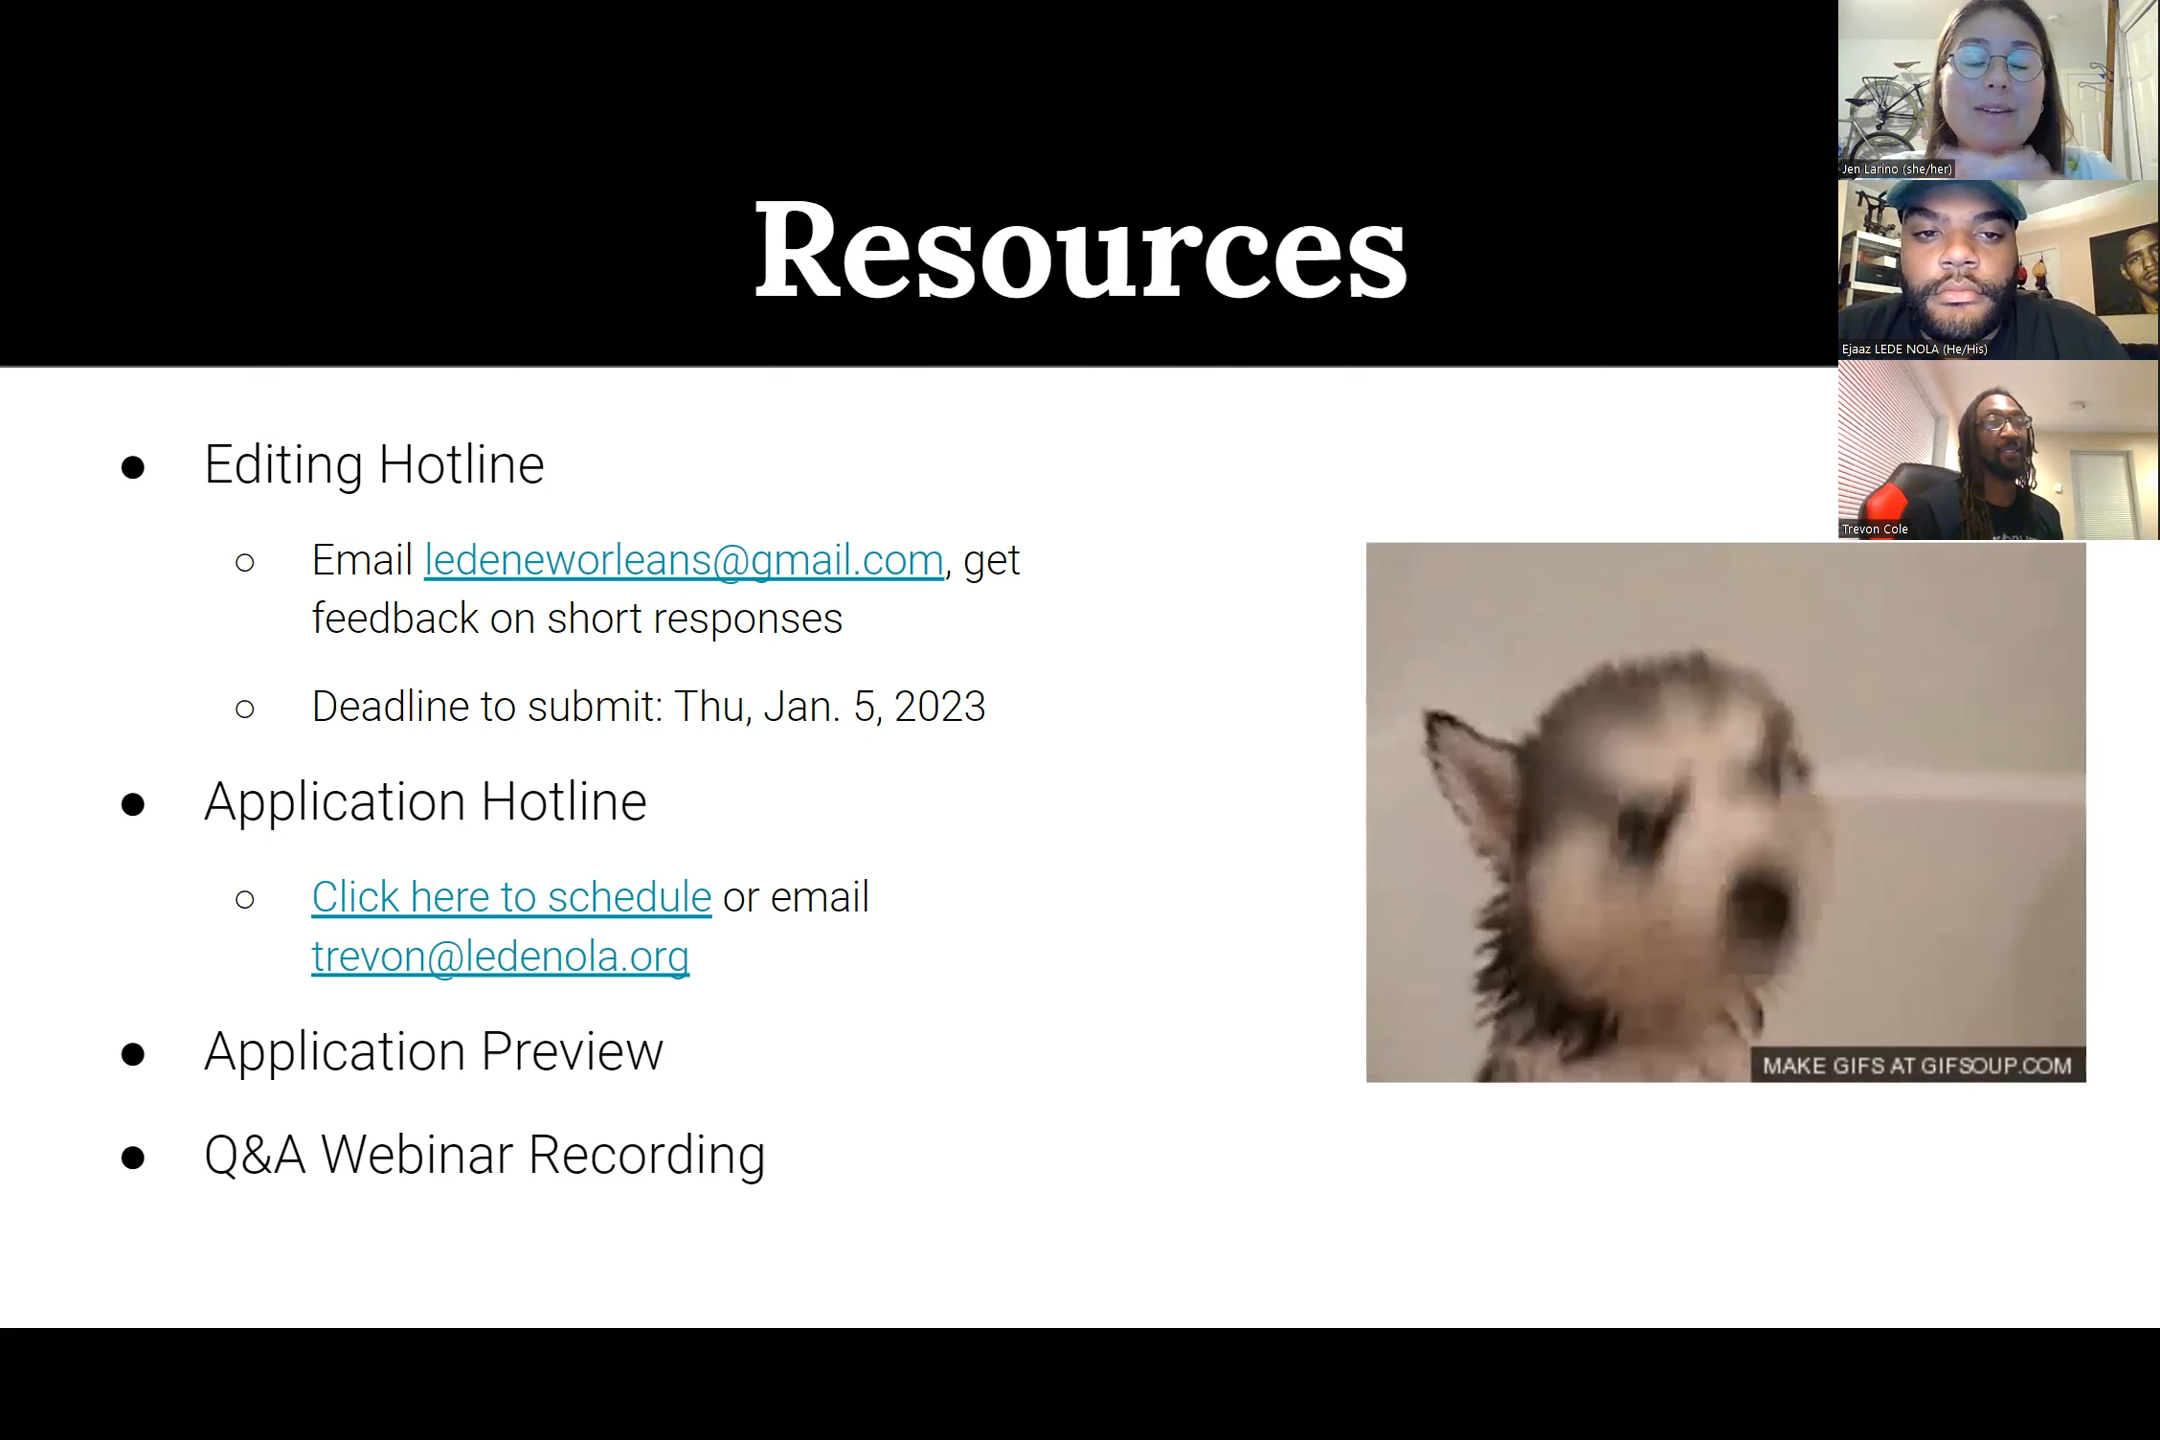 Resources
Jen Larino (she/her)
Ejaaz LEDE NOLA (He/His)
Trevon Cole
● Editing Hotline
○ Email ledeneworleans@gmail.com, get
feedback on short responses
○ Deadline to submit: Thu, Jan. 5, 2023
● Application Hotline
○ Click here to schedule or email
trevon@ledenola.org
● Application Preview
● Q&A Webinar Recording
MAKE GIFS AT GIFSOUP.COM